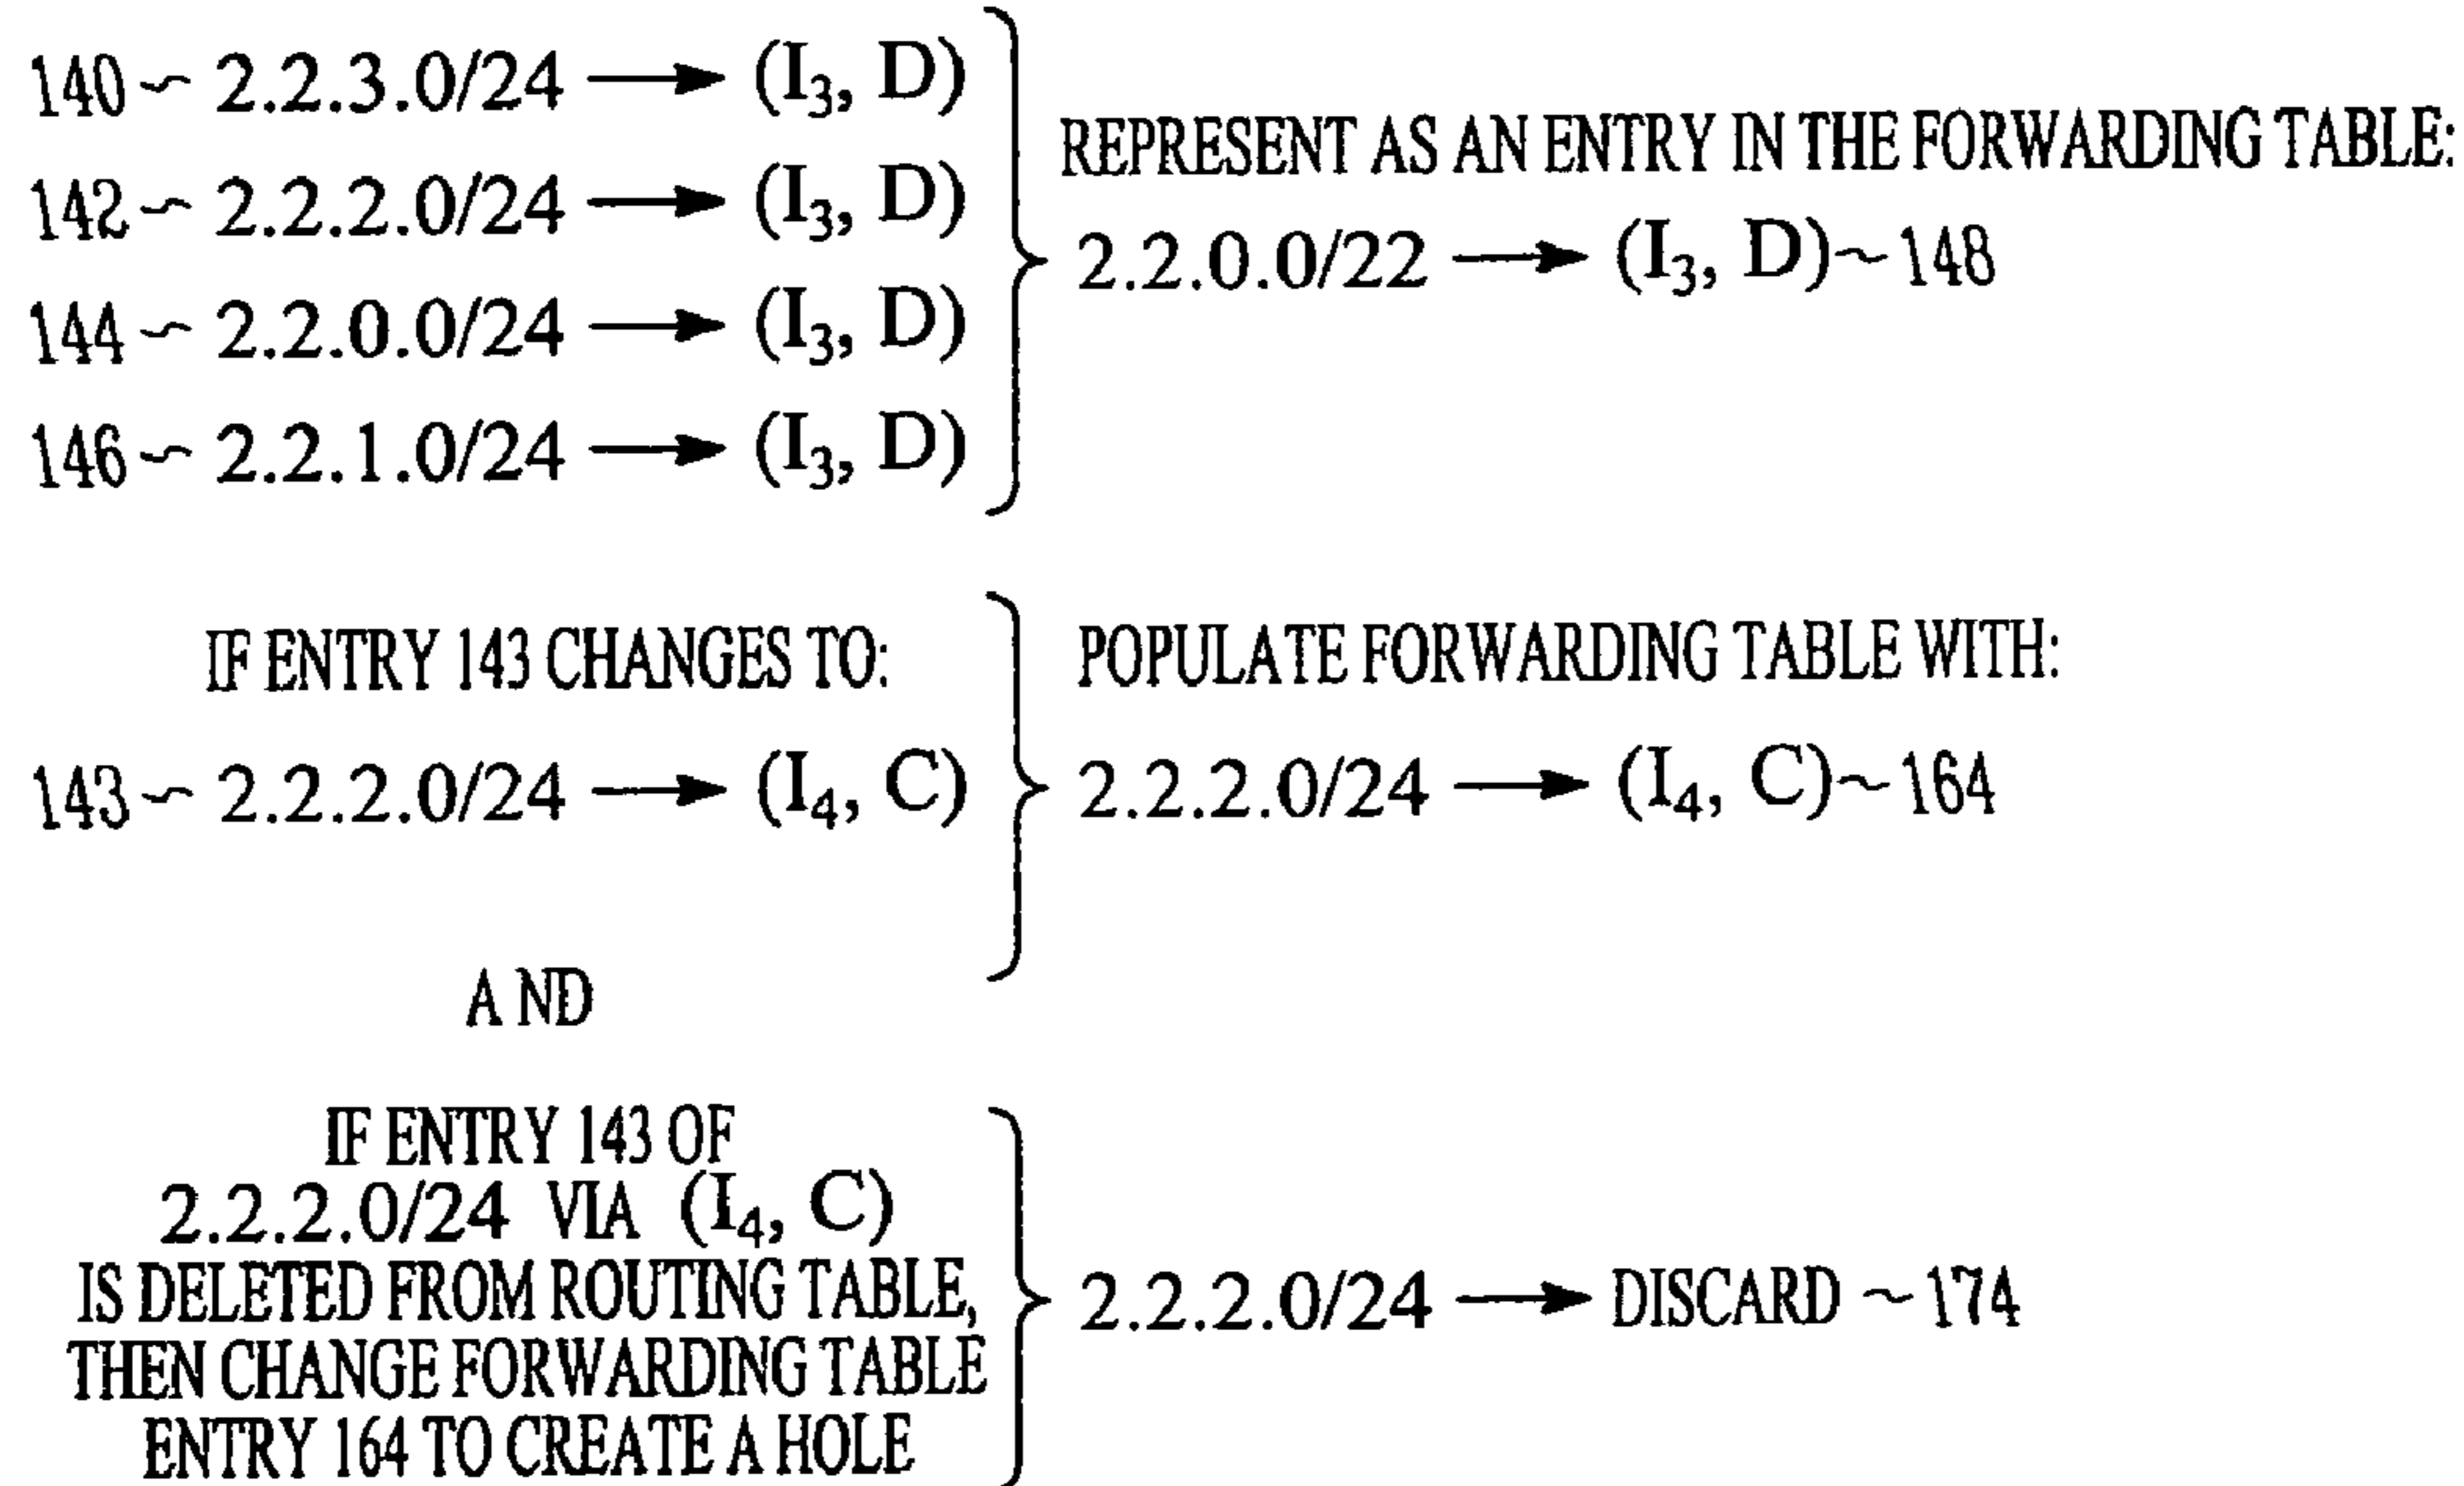 140 ~ 2.2.3.0/24 → (I₃, D)
142 ~ 2.2.2.0/24 → (I₃, D)
144 ~ 2.2.0.0/24 → (I₃, D)
146 ~ 2.2.1.0/24 → (I₃, D)
REPRESENT AS AN ENTRY IN THE FORWARDING TABLE:
2.2.0.0/22 → (I₃, D) ~ 148
IF ENTRY 143 CHANGES TO:
143 ~ 2.2.2.0/24 → (I₄, C)
POPULATE FORWARDING TABLE WITH:
2.2.2.0/24 → (I₄, C) ~ 164
AND
IF ENTRY 143 OF
2.2.2.0/24 VIA (I₄, C)
IS DELETED FROM ROUTING TABLE,
THEN CHANGE FORWARDING TABLE
ENTRY 164 TO CREATE A HOLE
2.2.2.0/24 → DISCARD ~ 174